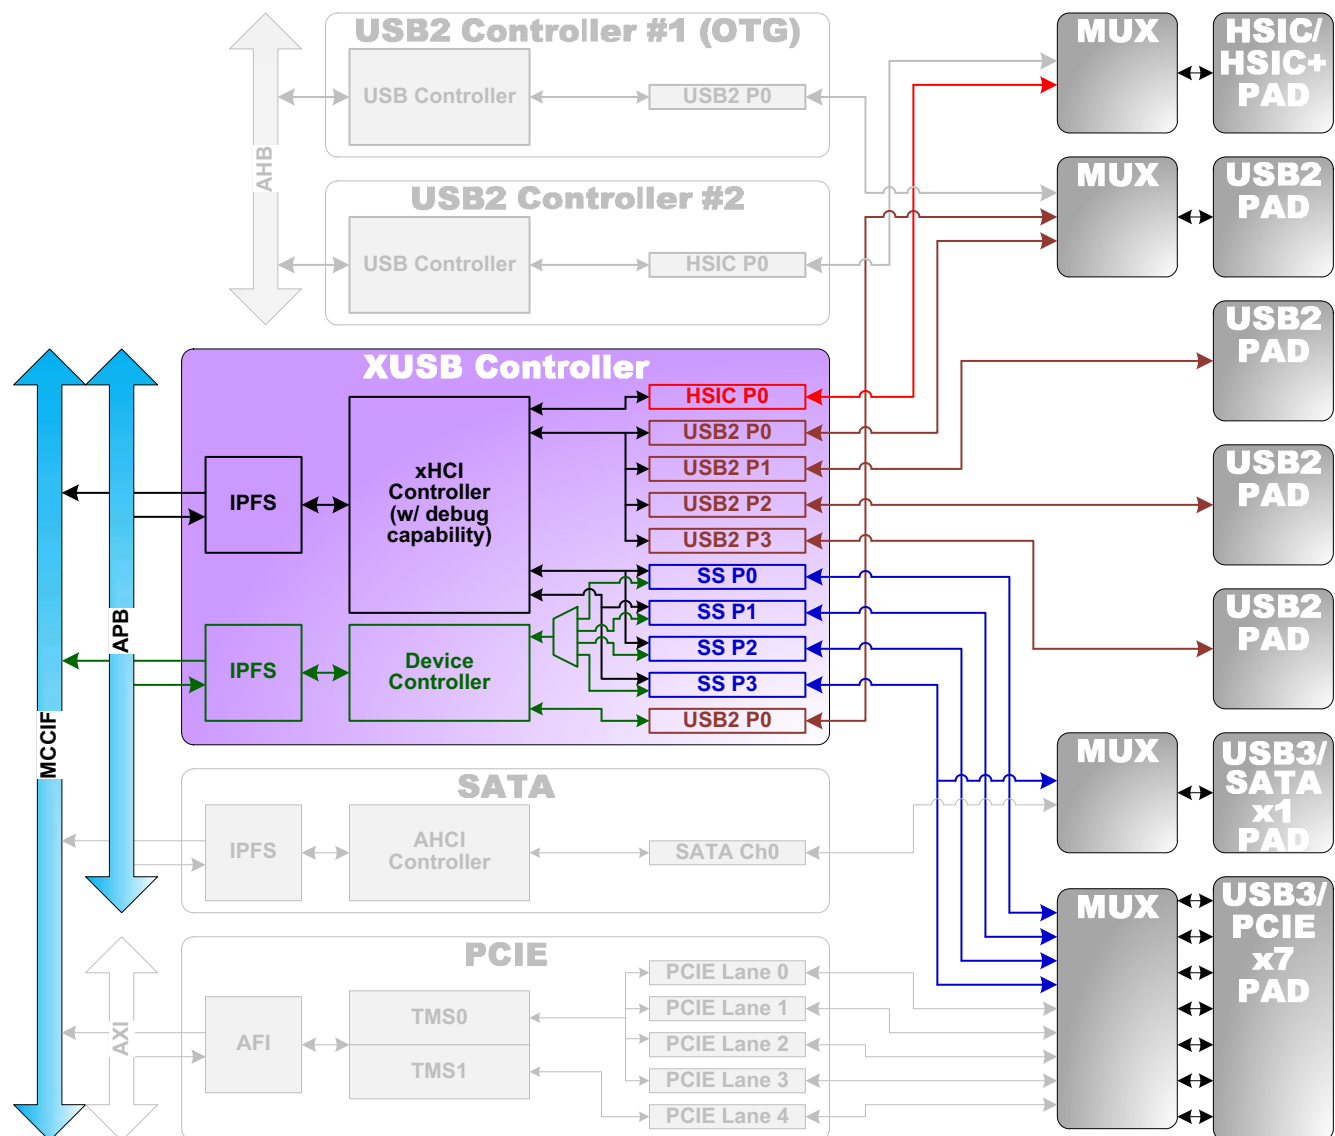 USB2 Controller #1 (OTG)
USB Controller
USB2 P0
AHB
USB2 Controller #2
USB Controller
HSIC P0
MUX
HSIC/
HSIC+
PAD
MUX
USB2
PAD
USB2
PAD
USB2
PAD
USB2
PAD
XUSB Controller
HSIC P0
USB2 P0
USB2 P1
USB2 P2
USB2 P3
SS P0
SS P1
SS P2
SS P3
USB2 P0
xHCI
Controller
(w/ debug
capability)
IPFS
IPFS
Device
Controller
APB
MCCIF
SATA
IPFS
AHCI
Controller
SATA Ch0
MUX
USB3/
SATA
x1
PAD
PCIE
AXI
AFI
TMS0
TMS1
PCIE Lane 0
PCIE Lane 1
PCIE Lane 2
PCIE Lane 3
PCIE Lane 4
MUX
USB3/
PCIE
x7
PAD